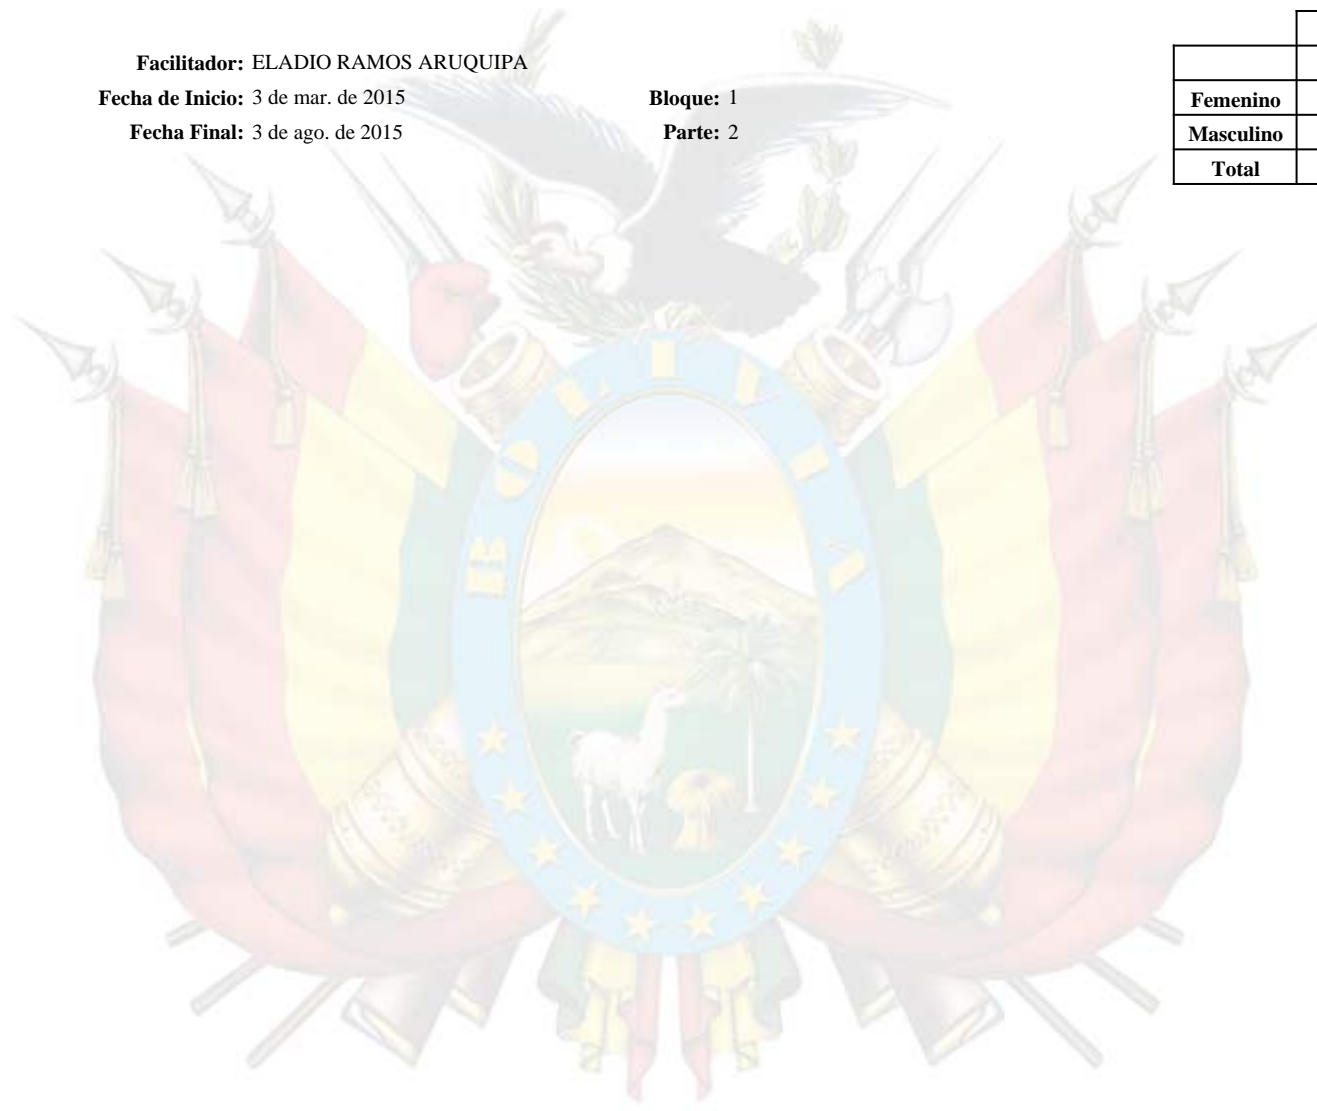 Facilitador: ELADIO RAMOS ARUQUIPA
Fecha de Inicio: 3 de mar. de 2015 Bloque: 1
Fecha Final: 3 de ago. de 2015 Parte: 2
Femenino
Masculino
Total
BOLIVIA